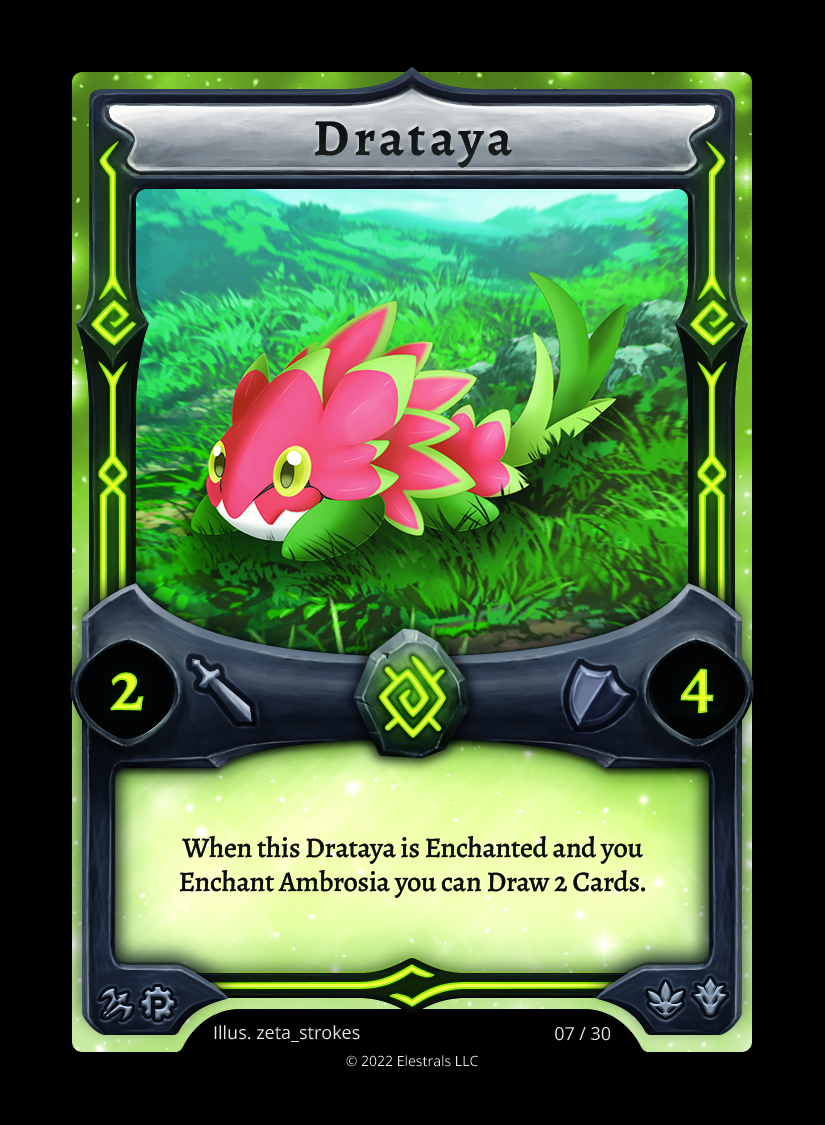 Drataya
2
4
When this Drataya is Enchanted and you
Enchant Ambrosia you can Draw 2 Cards.
P
Illus. zeta_strokes
07 / 30
© 2022 Elestrals LLC